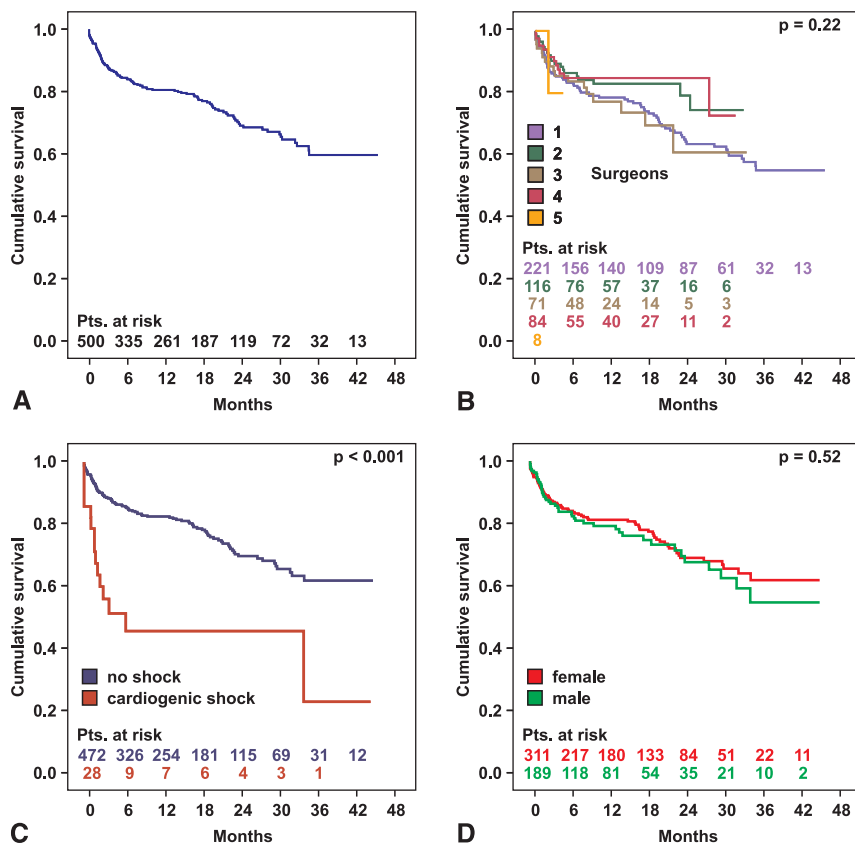 1.0
0.8
0.6
0.4
0.2
0.0
Cumulative survival
Pts. at risk
500 335 261 187 119 72 32 13
0 6 12 18 24 30 36 42 48
Months
A
p = 0.22
1.0
0.8
0.6
0.4
0.2
0.0
Cumulative survival
1
2
3
4
5
Surgeons
Pts. at risk
221 156 140 109 87 61 32 13
116 76 57 37 16 6
71 48 24 14 5 3
84 55 40 27 11 2
8
0 6 12 18 24 30 36 42 48
Months
B
p < 0.001
1.0
0.8
0.6
0.4
0.2
0.0
Cumulative survival
no shock
cardiogenic shock
Pts. at risk
472 326 254 181 115 69 31 12
28 9 7 6 4 3 1
0 6 12 18 24 30 36 42 48
Months
C
p = 0.52
1.0
0.8
0.6
0.4
0.2
0.0
Cumulative survival
female
male
Pts. at risk
311 217 180 133 84 51 22 11
189 118 81 54 35 21 10 2
0 6 12 18 24 30 36 42 48
Months
D